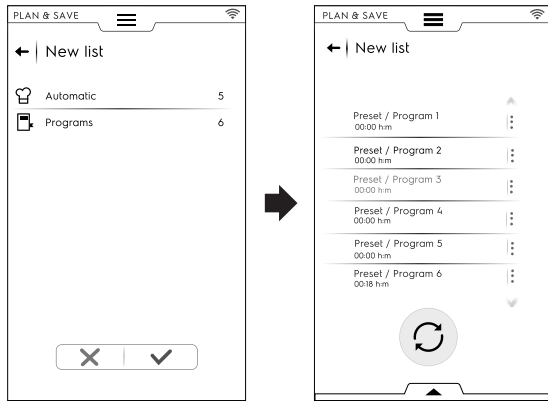 PLAN & SAVE
New list
Automatic 5
Programs 6
PLAN & SAVE
New list
Preset / Program 1
00:00 h:m
Preset / Program 2
00:00 h:m
Preset / Program 3
00:00 h:m
Preset / Program 4
00:00 h:m
Preset / Program 5
00:00 h:m
Preset / Program 6
00:18 h:m